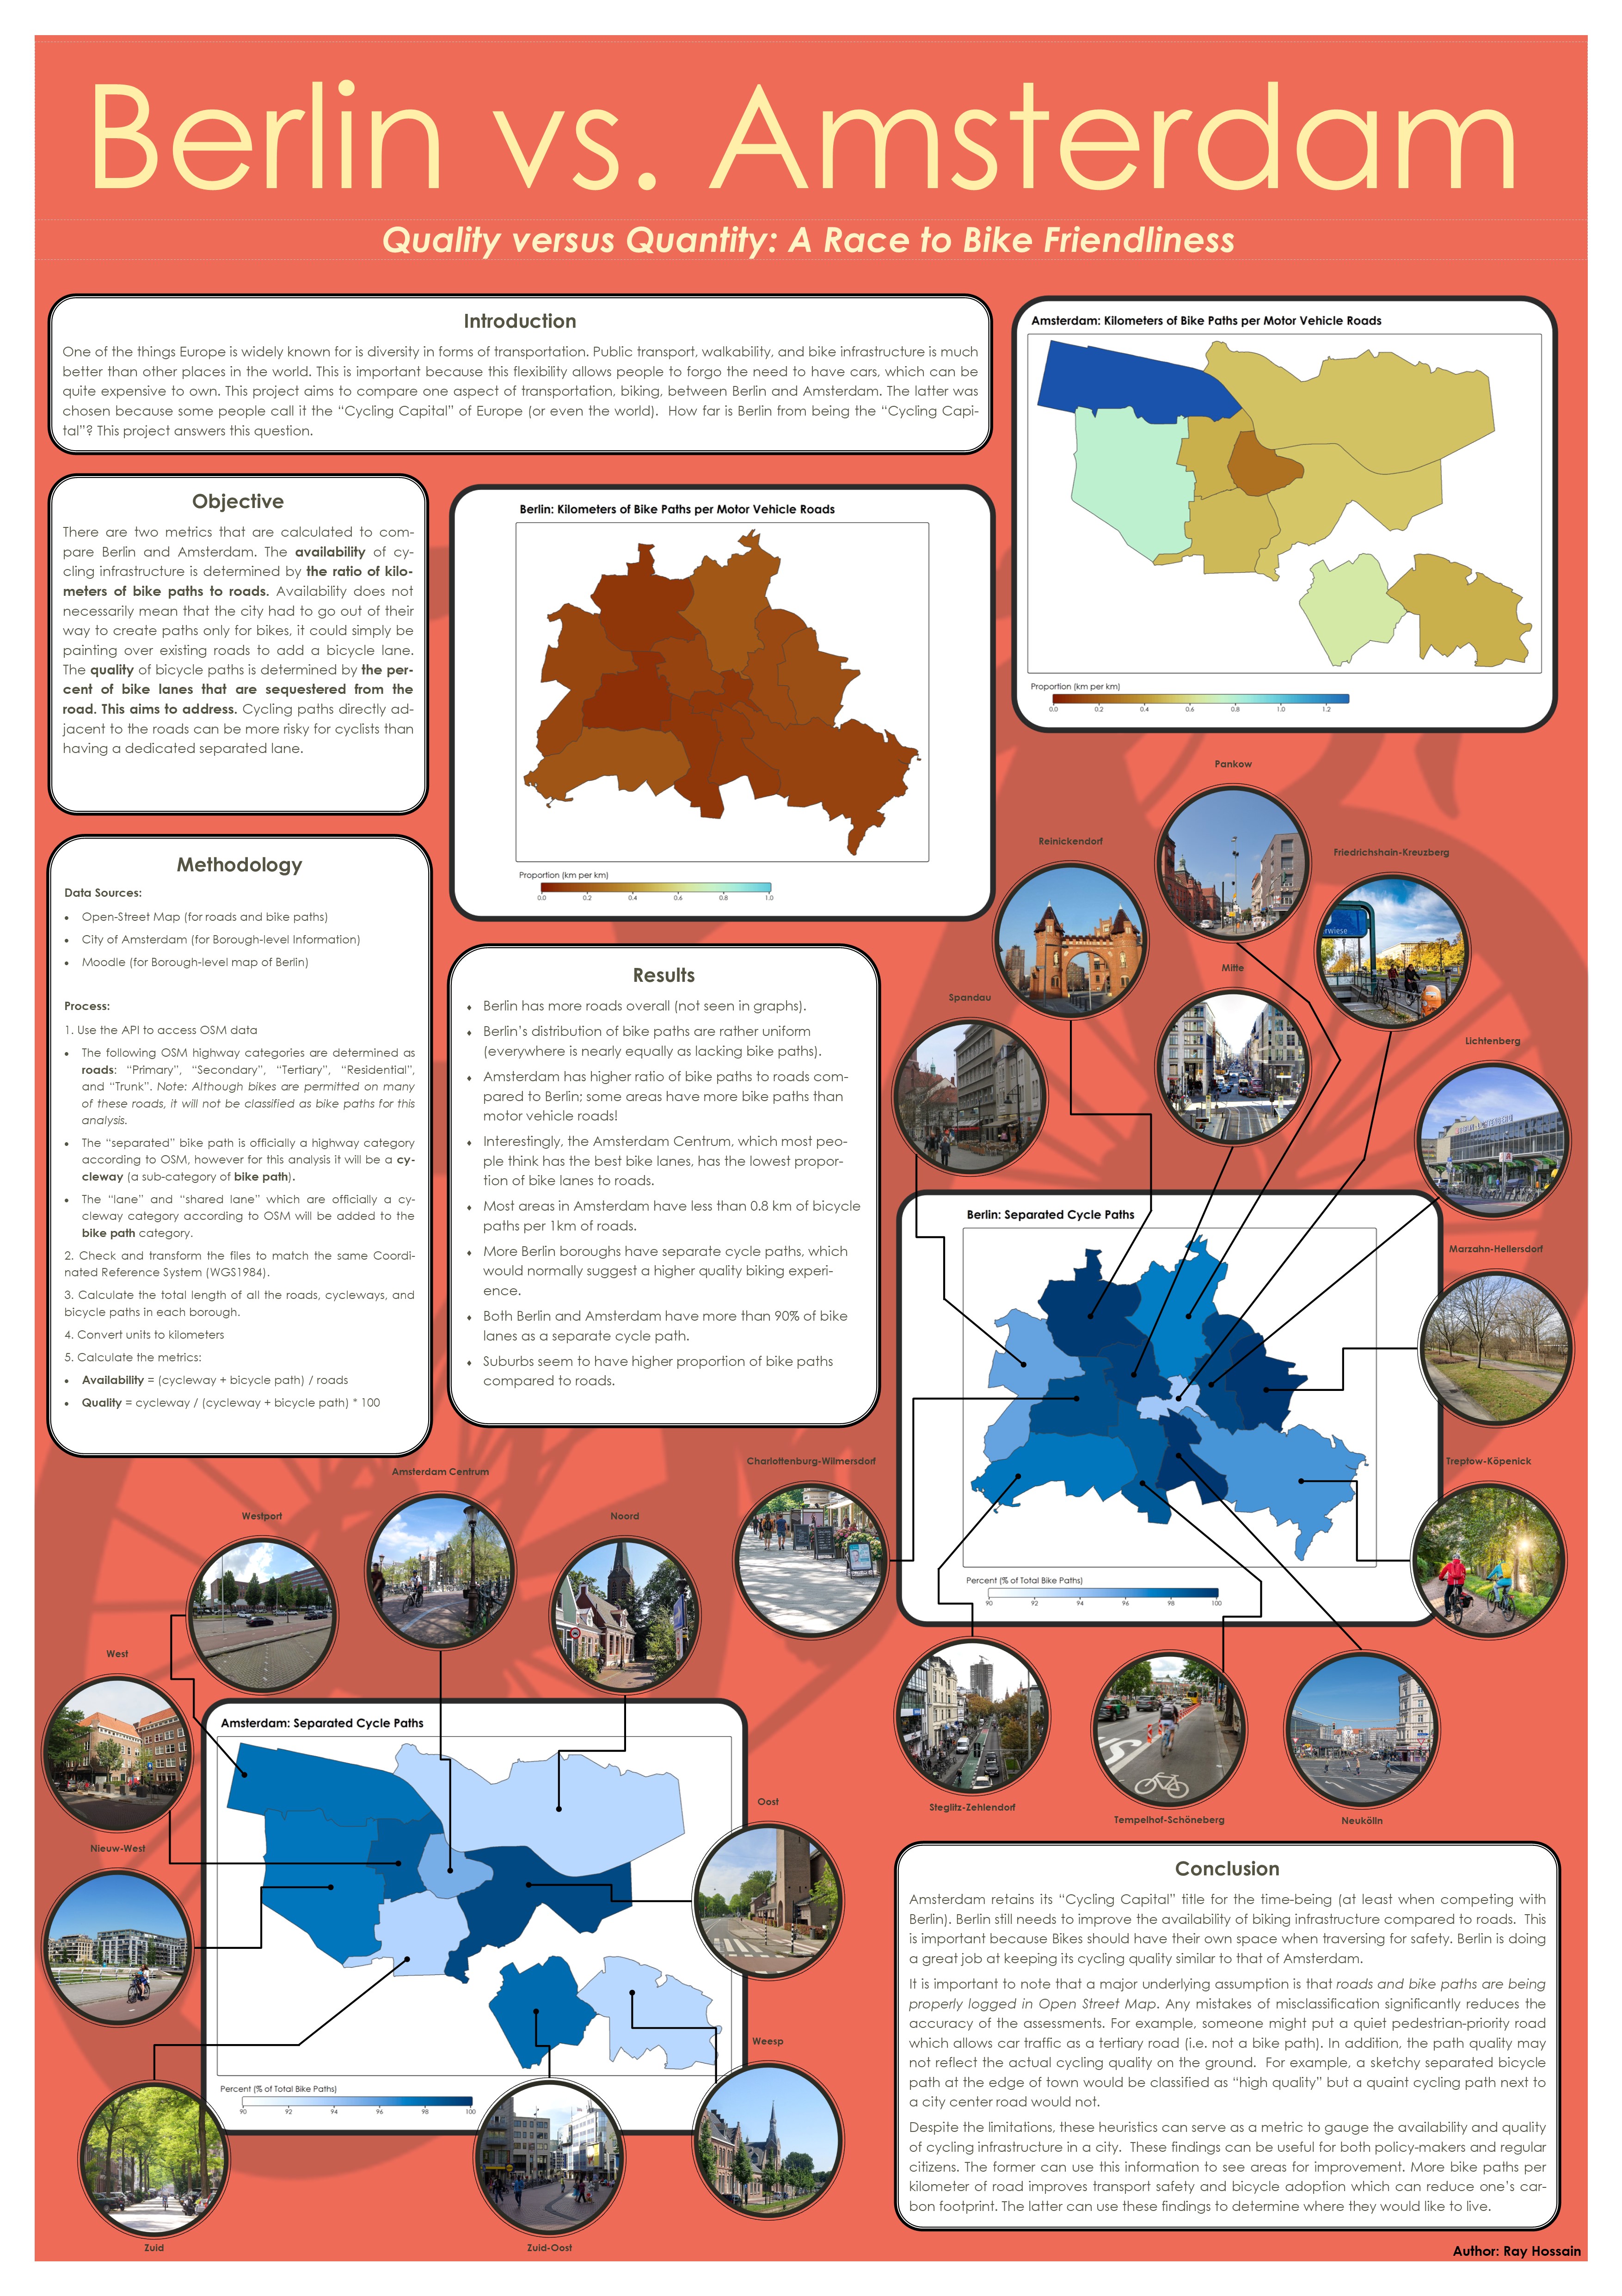 Berlin vs. Amsterdam
Quality versus Quantity: A Race to Bike Friendliness
Introduction
One of the things Europe is widely known for is diversity in forms of transportation. Public transport, walkability, and bike infrastructure is much
better than other places in the world. This is important because this flexibility allows people to forgo the need to have cars, which can be
quite expensive to own. This project aims to compare one aspect of transportation, biking, between Berlin and Amsterdam. The latter was
chosen because some people call it the “Cycling Capital” of Europe (or even the world).  How far is Berlin from being the “Cycling Capi-
tal”? This project answers this question.
Amsterdam: Kilometers of Bike Paths per Motor Vehicle Roads
Proportion (km per km)
0.0 0.2 0.4 0.6 0.8 1.0 1.2
Objective
There are two metrics that are calculated to com-
pare Berlin and Amsterdam. The availability of cy-
cling infrastructure is determined by the ratio of kilo-
meters of bike paths to roads. Availability does not
necessarily mean that the city had to go out of their
way to create paths only for bikes, it could simply be
painting over existing roads to add a bicycle lane.
The quality of bicycle paths is determined by the per-
cent of bike lanes that are sequestered from the
road. This aims to address. Cycling paths directly ad-
jacent to the roads can be more risky for cyclists than
having a dedicated separated lane.
Berlin: Kilometers of Bike Paths per Motor Vehicle Roads
Proportion (km per km)
0.0 0.2 0.4 0.6 0.8 1.0
Methodology
Data Sources:
• Open-Street Map (for roads and bike paths)
• City of Amsterdam (for Borough-level Information)
• Moodle (for Borough-level map of Berlin)
Process:
1. Use the API to access OSM data
• The following OSM highway categories are determined as
roads: “Primary”, “Secondary”, “Tertiary”, “Residential”,
and “Trunk”. Note: Although bikes are permitted on many
of these roads, it will not be classified as bike paths for this
analysis.
• The “separated” bike path is officially a highway category
according to OSM, however for this analysis it will be a cy-
cleway (a sub-category of bike path).
• The “lane” and “shared lane” which are officially a cy-
cleway category according to OSM will be added to the
bike path category.
2. Check and transform the files to match the same Coordi-
nated Reference System (WGS1984).
3. Calculate the total length of all the roads, cycleways, and
bicycle paths in each borough.
4. Convert units to kilometers
5. Calculate the metrics:
• Availability = (cycleway + bicycle path) / roads
• Quality = cycleway / (cycleway + bicycle path) * 100
Results
♦ Berlin has more roads overall (not seen in graphs).
♦ Berlin’s distribution of bike paths are rather uniform
(everywhere is nearly equally as lacking bike paths).
♦ Amsterdam has higher ratio of bike paths to roads com-
pared to Berlin; some areas have more bike paths than
motor vehicle roads!
♦ Interestingly, the Amsterdam Centrum, which most peo-
ple think has the best bike lanes, has the lowest propor-
tion of bike lanes to roads.
♦ Most areas in Amsterdam have less than 0.8 km of bicycle
paths per 1km of roads.
♦ More Berlin boroughs have separate cycle paths, which
would normally suggest a higher quality biking experi-
ence.
♦ Both Berlin and Amsterdam have more than 90% of bike
lanes as a separate cycle path.
♦ Suburbs seem to have higher proportion of bike paths
compared to roads.
Pankow
Reinickendorf
Friedrichshain-Kreuzberg
rwiese
Mitte
Spandau
Lichtenberg
Berlin: Separated Cycle Paths
Marzahn-Hellersdorf
Charlottenburg-Wilmersdorf
Treptow-Köpenick
Percent (% of Total Bike Paths)
90 92 94 96 98 100
Steglitz-Zehlendorf
Tempelhof-Schöneberg
Neukölln
Amsterdam Centrum
Westport
Noord
West
Amsterdam: Separated Cycle Paths
Oost
Nieuw-West
Weesp
Percent (% of Total Bike Paths)
90 92 94 96 98 100
Zuid
Zuid-Oost
Conclusion
Amsterdam retains its “Cycling Capital” title for the time-being (at least when competing with
Berlin). Berlin still needs to improve the availability of biking infrastructure compared to roads.  This
is important because Bikes should have their own space when traversing for safety. Berlin is doing
a great job at keeping its cycling quality similar to that of Amsterdam.
It is important to note that a major underlying assumption is that roads and bike paths are being
properly logged in Open Street Map. Any mistakes of misclassification significantly reduces the
accuracy of the assessments. For example, someone might put a quiet pedestrian-priority road
which allows car traffic as a tertiary road (i.e. not a bike path). In addition, the path quality may
not reflect the actual cycling quality on the ground.  For example, a sketchy separated bicycle
path at the edge of town would be classified as “high quality” but a quaint cycling path next to
a city center road would not.
Despite the limitations, these heuristics can serve as a metric to gauge the availability and quality
of cycling infrastructure in a city.  These findings can be useful for both policy-makers and regular
citizens. The former can use this information to see areas for improvement. More bike paths per
kilometer of road improves transport safety and bicycle adoption which can reduce one’s car-
bon footprint. The latter can use these findings to determine where they would like to live.
Author: Ray Hossain